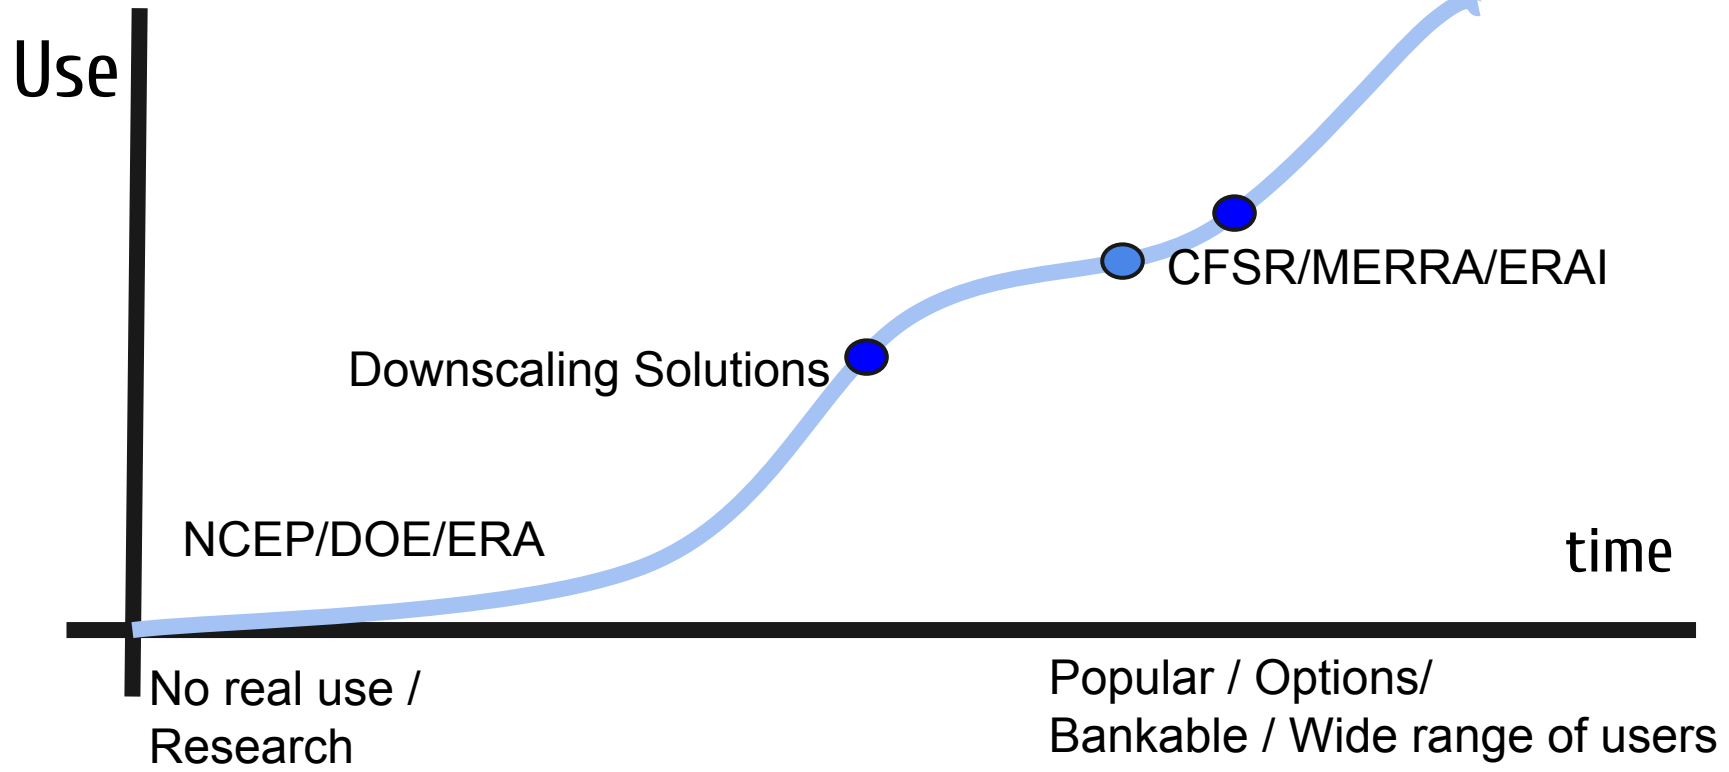 Use
CFSR/MERRA/ERAI
Downscaling Solutions
NCEP/DOE/ERA
time
No real use /
Research
Popular / Options/
Bankable / Wide range of users